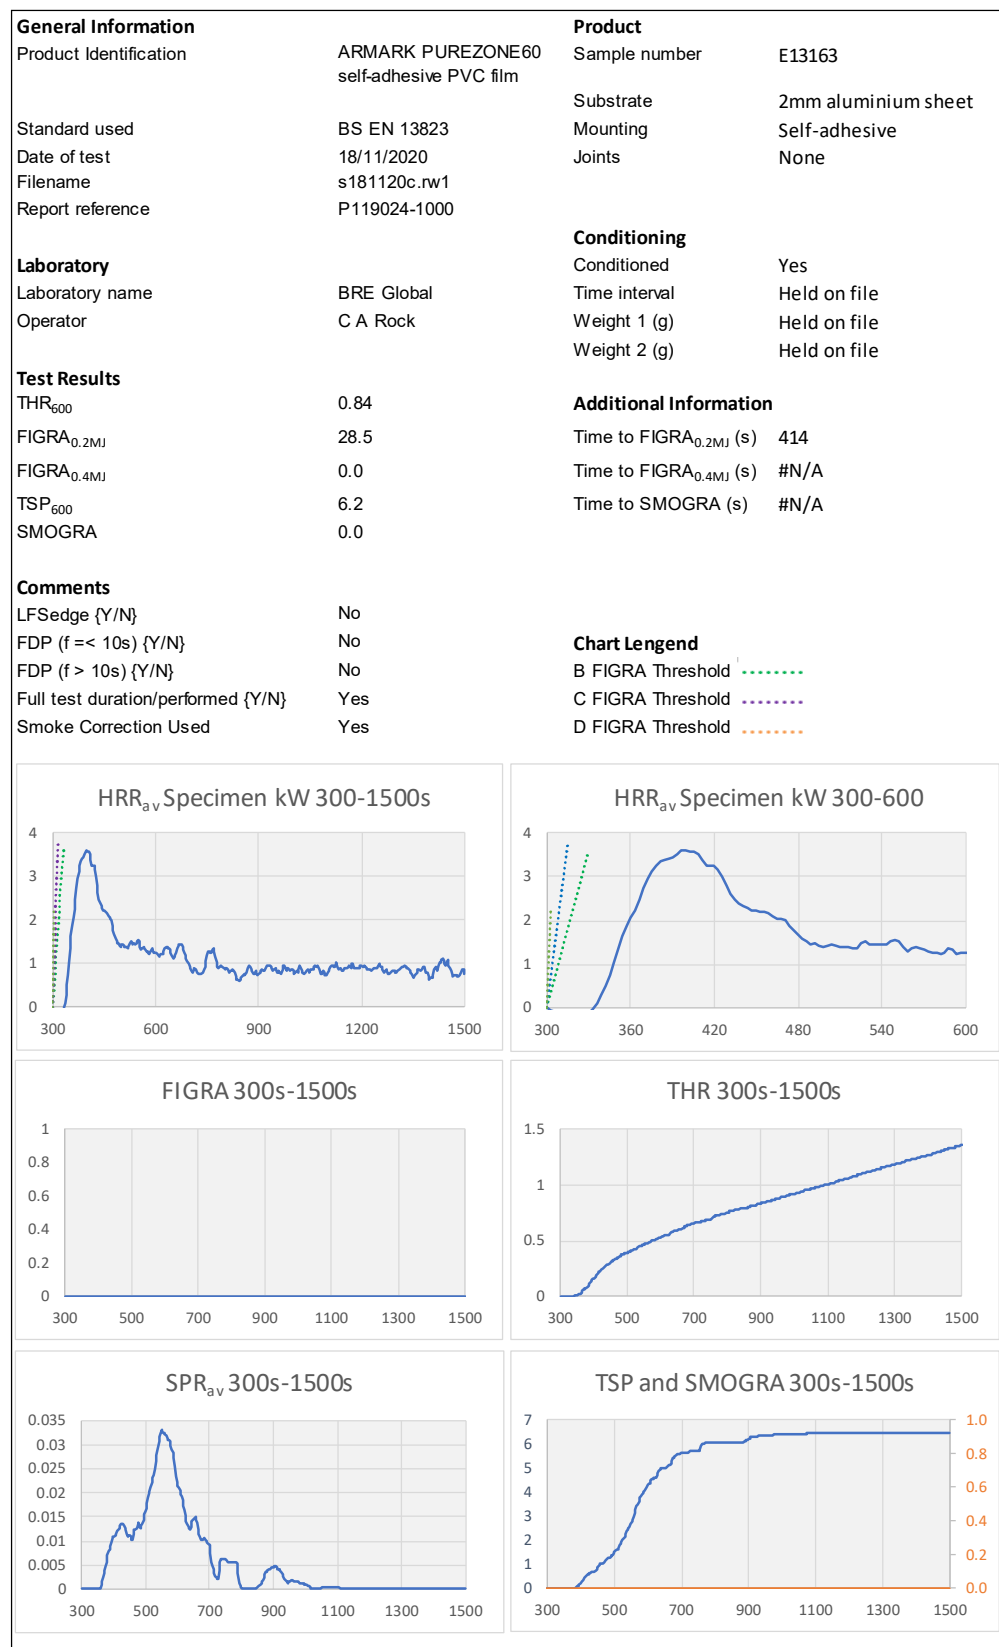 General Information
Product Identification ARMARK PUREZONE60
self-adhesive PVC film
Standard used BS EN 13823
Date of test 18/11/2020
Filename s181120c.rw1
Report reference P119024-1000
Laboratory
Laboratory name BRE Global
Operator C A Rock
Test Results
THR600 0.84
FIGRA0.2MJ 28.5
FIGRA0.4MJ 0.0
TSP600 6.2
SMOGRA 0.0
Comments
LFSedge {Y/N} No
FDP (f =< 10s) {Y/N} No
FDP (f > 10s) {Y/N} No
Full test duration/performed {Y/N} Yes
Smoke Correction Used Yes
Product
Sample number E13163
Substrate 2mm aluminium sheet
Mounting Self-adhesive
Joints None
Conditioning
Conditioned Yes
Time interval Held on file
Weight 1 (g) Held on file
Weight 2 (g) Held on file
Additional Information
Time to FIGRA0.2MJ (s) 414
Time to FIGRA0.4MJ (s) #N/A
Time to SMOGRA (s) #N/A
Chart Lengend
B FIGRA Threshold
C FIGRA Threshold
D FIGRA Threshold
HRRav Specimen kW 300-1500s
4
3
2
1
0
300 600 900 1200 1500
HRRav Specimen kW 300-600
4
3
2
1
0
300 360 420 480 540 600
FIGRA 300s-1500s
1
0.8
0.6
0.4
0.2
0
300 500 700 900 1100 1300 1500
THR 300s-1500s
1.5
1
0.5
0
300 500 700 900 1100 1300 1500
SPRav 300s-1500s
0.035
0.03
0.025
0.02
0.015
0.01
0.005
0
300 500 700 900 1100 1300 1500
TSP and SMOGRA 300s-1500s
7 1.0
6 0.8
5
4 0.6
3 0.4
2
1 0.2
0 0.0
300 500 700 900 1100 1300 1500